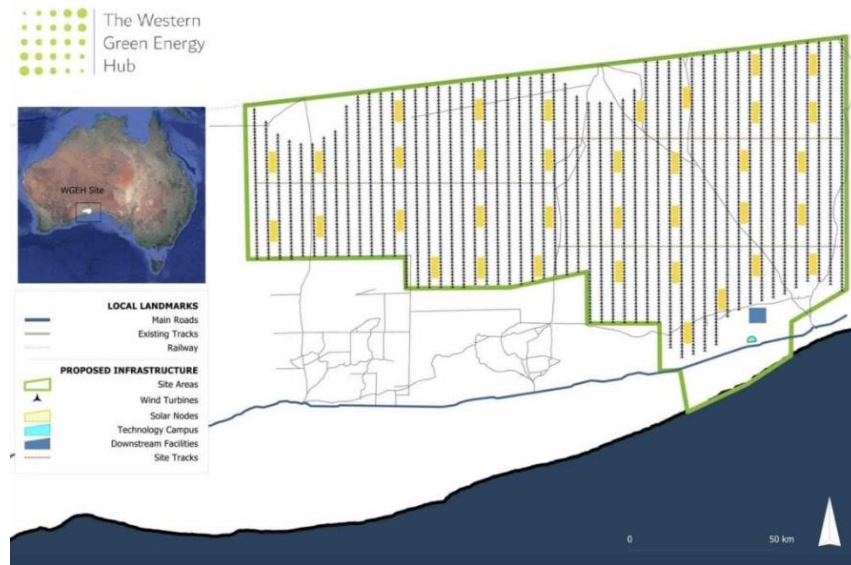 The Western
Green Energy
Hub
WGEH Site
LOCAL LANDMARKS
Main Roads
Existing Tracks
Railway
PROPOSED INFRASTRUCTURE
Site Areas
Wind Turbines
Solar Nodes
Technology Campus
Downstream Facilities
Site Tracks
0 50 km